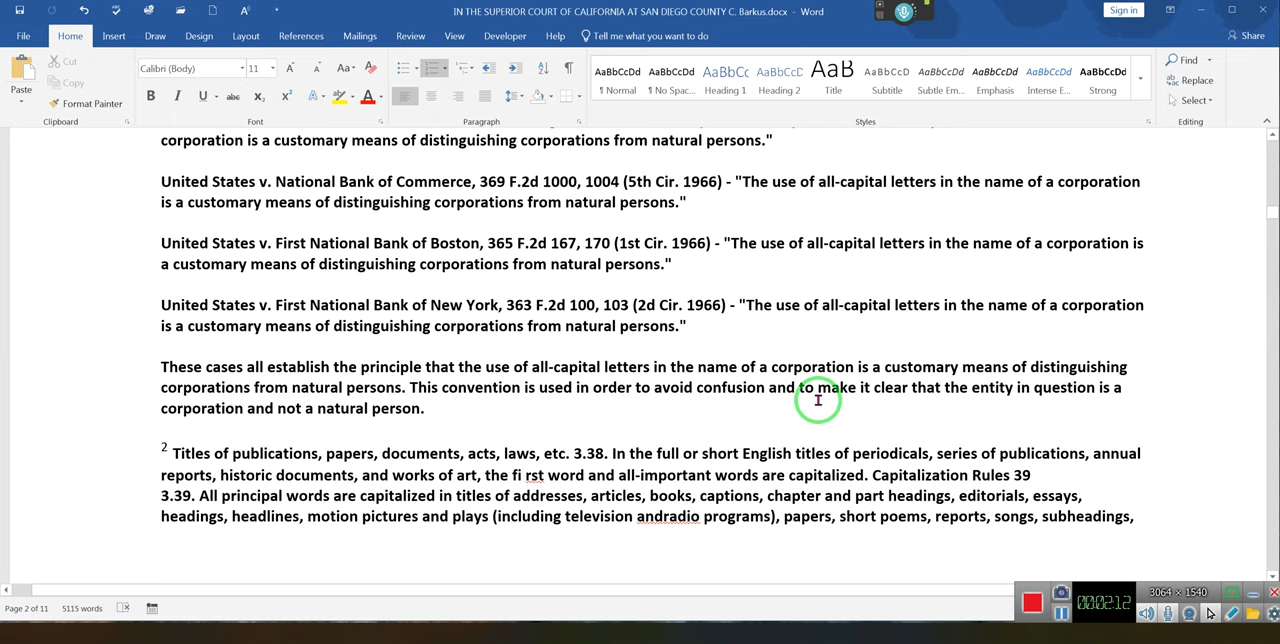 IN THE SUPERIOR COURT OF CALIFORNIA AT SAN DIEGO COUNTY C. Barkus.docx - Word
Sign in
File Home Insert Draw Design Layout References Mailings Review View Developer Help Tell me what you want to do Share
Paste
Cut
Copy
Format Painter
Calibri (Body) 11
Clipboard
Font
Paragraph
AaBbCcDd AaBbCcDd AaBbCc AaBbCcD AaB AaBbCcD AaBbCcDd AaBbCcDd AaBbCcDd AaBbCcDd
¶ Normal ¶ No Spac... Heading 1 Heading 2 Title Subtitle Subtle Em... Emphasis Intense E... Strong
Styles
Find
Replace
Select
Editing
corporation is a customary means of distinguishing corporations from natural persons."
United States v. National Bank of Commerce, 369 F.2d 1000, 1004 (5th Cir. 1966) - "The use of all-capital letters in the name of a corporation
is a customary means of distinguishing corporations from natural persons."
United States v. First National Bank of Boston, 365 F.2d 167, 170 (1st Cir. 1966) - "The use of all-capital letters in the name of a corporation is
a customary means of distinguishing corporations from natural persons."
United States v. First National Bank of New York, 363 F.2d 100, 103 (2d Cir. 1966) - "The use of all-capital letters in the name of a corporation
is a customary means of distinguishing corporations from natural persons."
These cases all establish the principle that the use of all-capital letters in the name of a corporation is a customary means of distinguishing
corporations from natural persons. This convention is used in order to avoid confusion and to make it clear that the entity in question is a
corporation and not a natural person.
2 Titles of publications, papers, documents, acts, laws, etc. 3.38. In the full or short English titles of periodicals, series of publications, annual
reports, historic documents, and works of art, the fi rst word and all-important words are capitalized. Capitalization Rules 39
3.39. All principal words are capitalized in titles of addresses, articles, books, captions, chapter and part headings, editorials, essays,
headings, headlines, motion pictures and plays (including television andradio programs), papers, short poems, reports, songs, subheadings,
Page 2 of 11 5115 words
3064 × 1540
00:02:12